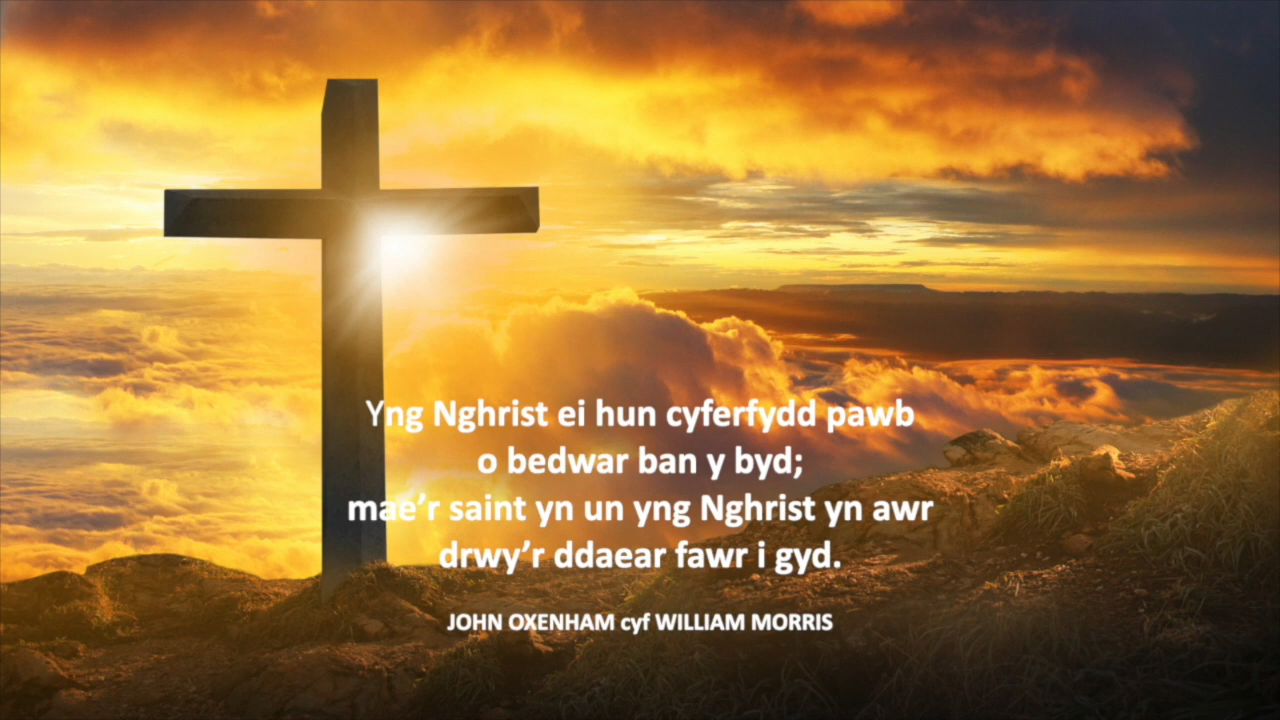 Yng Nghrist ei hun cyferfydd pawb
o bedwar ban y byd;
mae’r saint yn un yng Nghrist yn awr
drwy’r ddaear fawr i gyd.
JOHN OXENHAM cyf WILLIAM MORRIS